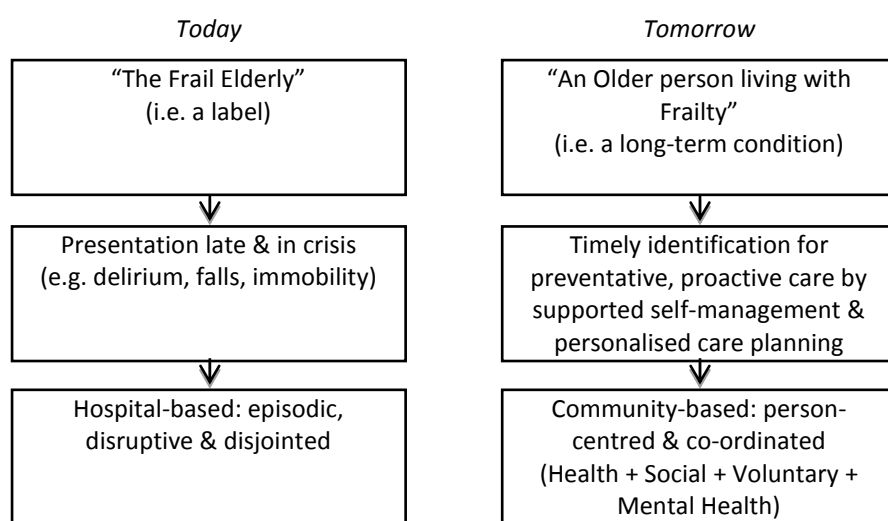 Today
“The Frail Elderly”
(i.e. a label)
Presentation late & in crisis
(e.g. delirium, falls, immobility)
Hospital-based: episodic,
disruptive & disjointed
Tomorrow
“An Older person living with
Frailty”
(i.e. a long-term condition)
Timely identification for
preventative, proactive care by
supported self-management &
personalised care planning
Community-based: person-
centred & co-ordinated
(Health + Social + Voluntary +
Mental Health)